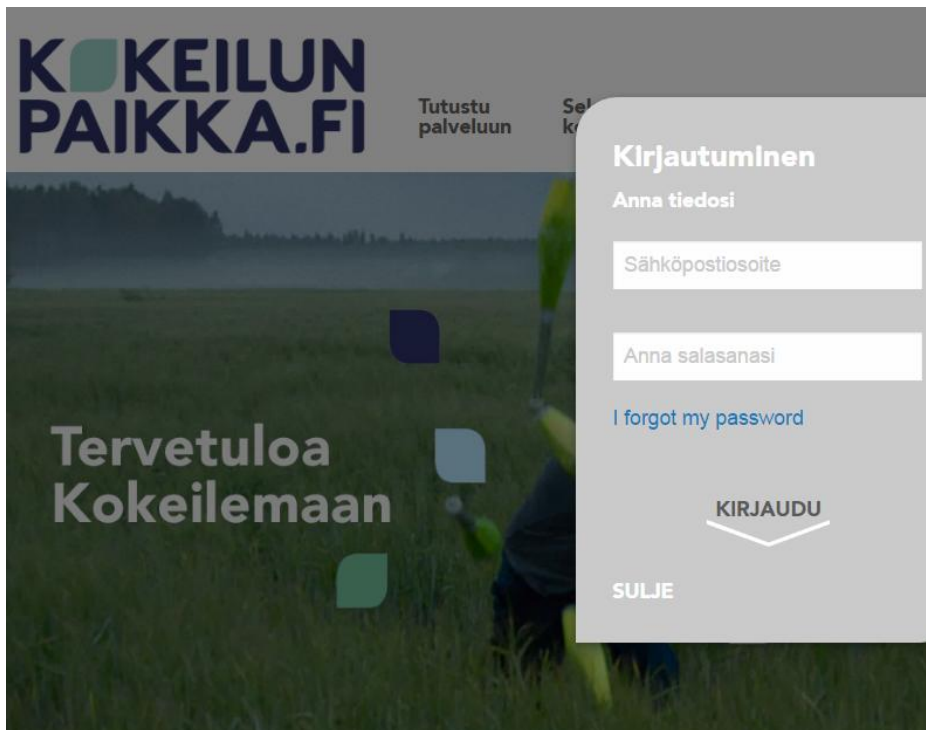 KOKEILUN
PAIKKA.FI
Tutustu
palveluun
Kirjautuminen
Anna tiedosi
Sähköpostiosoite
Anna salasanasi
I forgot my password
KIRJAUDU
SULJE
Tervetuloa
Kokeilemaan